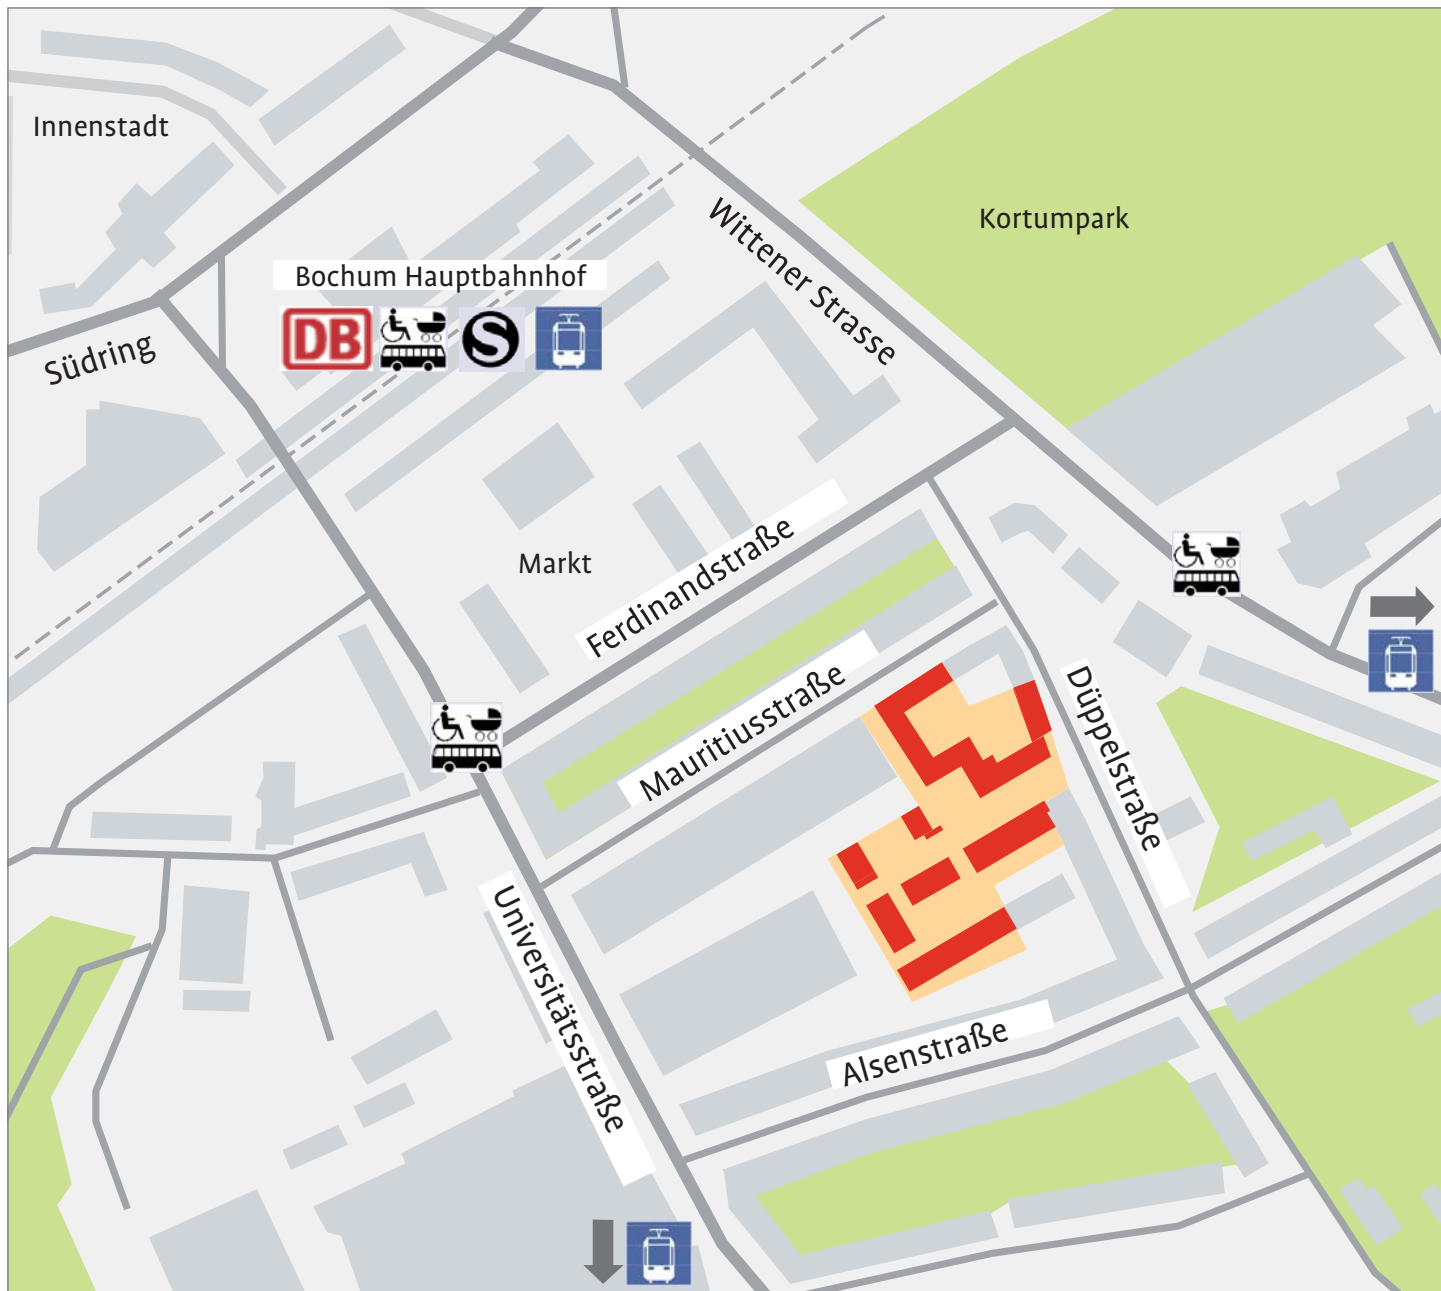 Innenstadt
Kortumpark
Wittener Strasse
Bochum Hauptbahnhof
DB
S
Südring
Markt
Ferdinandstraße
Mauritiusstraße
Düppelstraße
Universitätsstraße
Alsenstraße